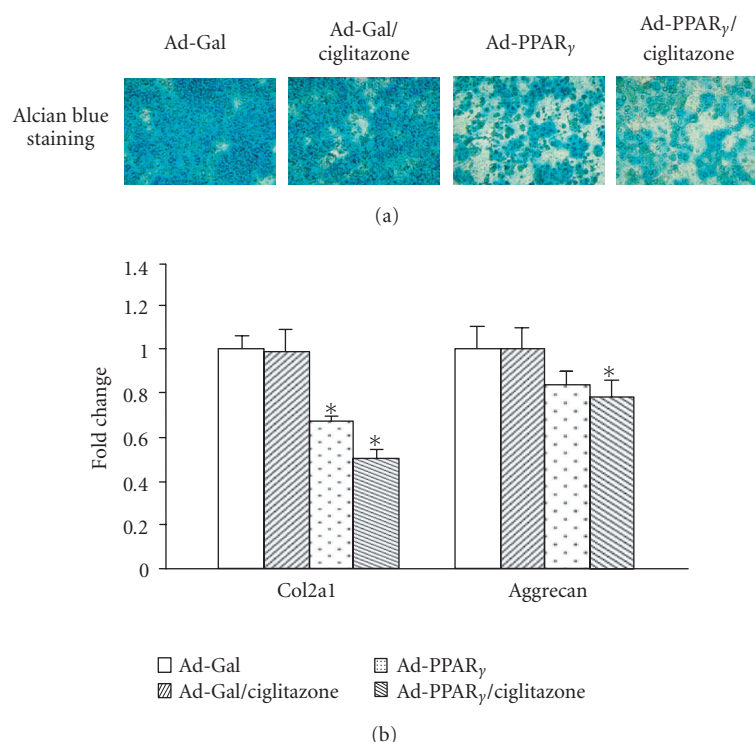 Ad-Gal
Ad-Gal/
ciglitazone
Ad-PPARγ
Ad-PPARγ/
ciglitazone
Alcian blue
staining
(a)
1.4
1.2
1
0.8
0.6
0.4
0.2
0
Fold change
*
*
*
Col2a1
Aggrecan
Ad-Gal
Ad-PPARγ
Ad-Gal/ciglitazone
Ad-PPARγ/ciglitazone
(b)